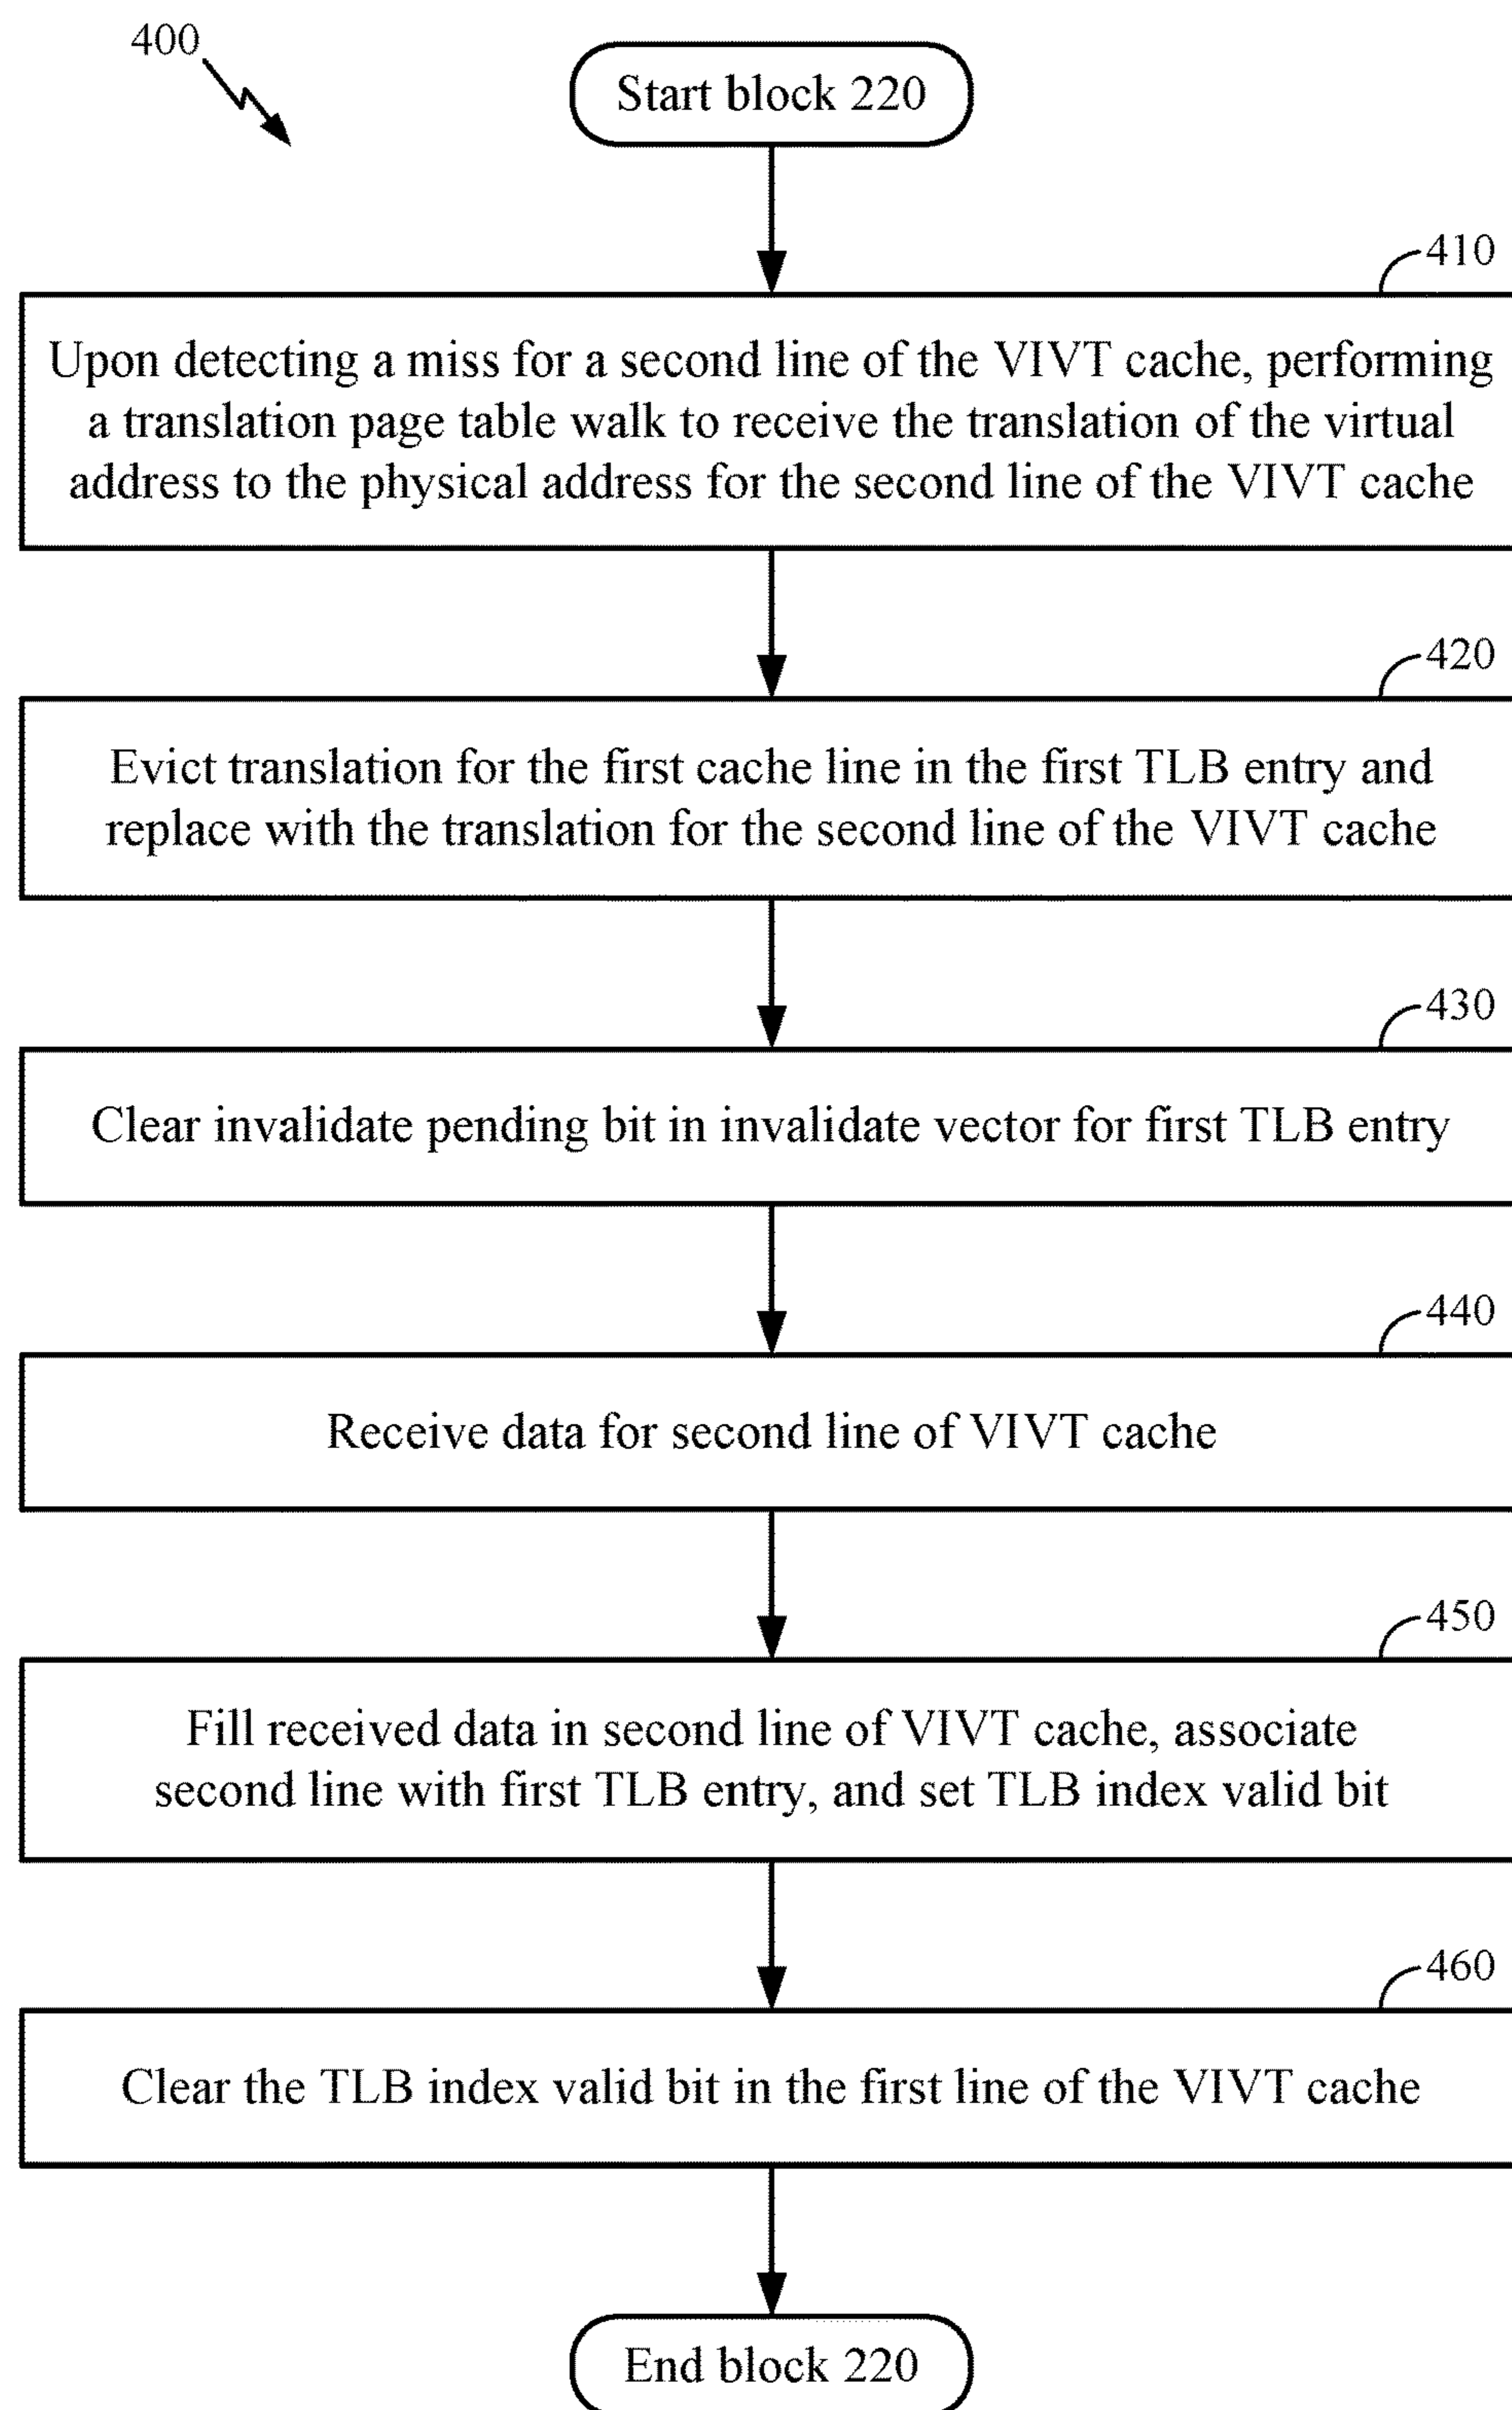 400
Start block 220
410
Upon detecting a miss for a second line of the VIVT cache, performing
a translation page table walk to receive the translation of the virtual
address to the physical address for the second line of the VIVT cache
420
Evict translation for the first cache line in the first TLB entry and
replace with the translation for the second line of the VIVT cache
430
Clear invalidate pending bit in invalidate vector for first TLB entry
440
Receive data for second line of VIVT cache
450
Fill received data in second line of VIVT cache, associate
second line with first TLB entry, and set TLB index valid bit
460
Clear the TLB index valid bit in the first line of the VIVT cache
End block 220